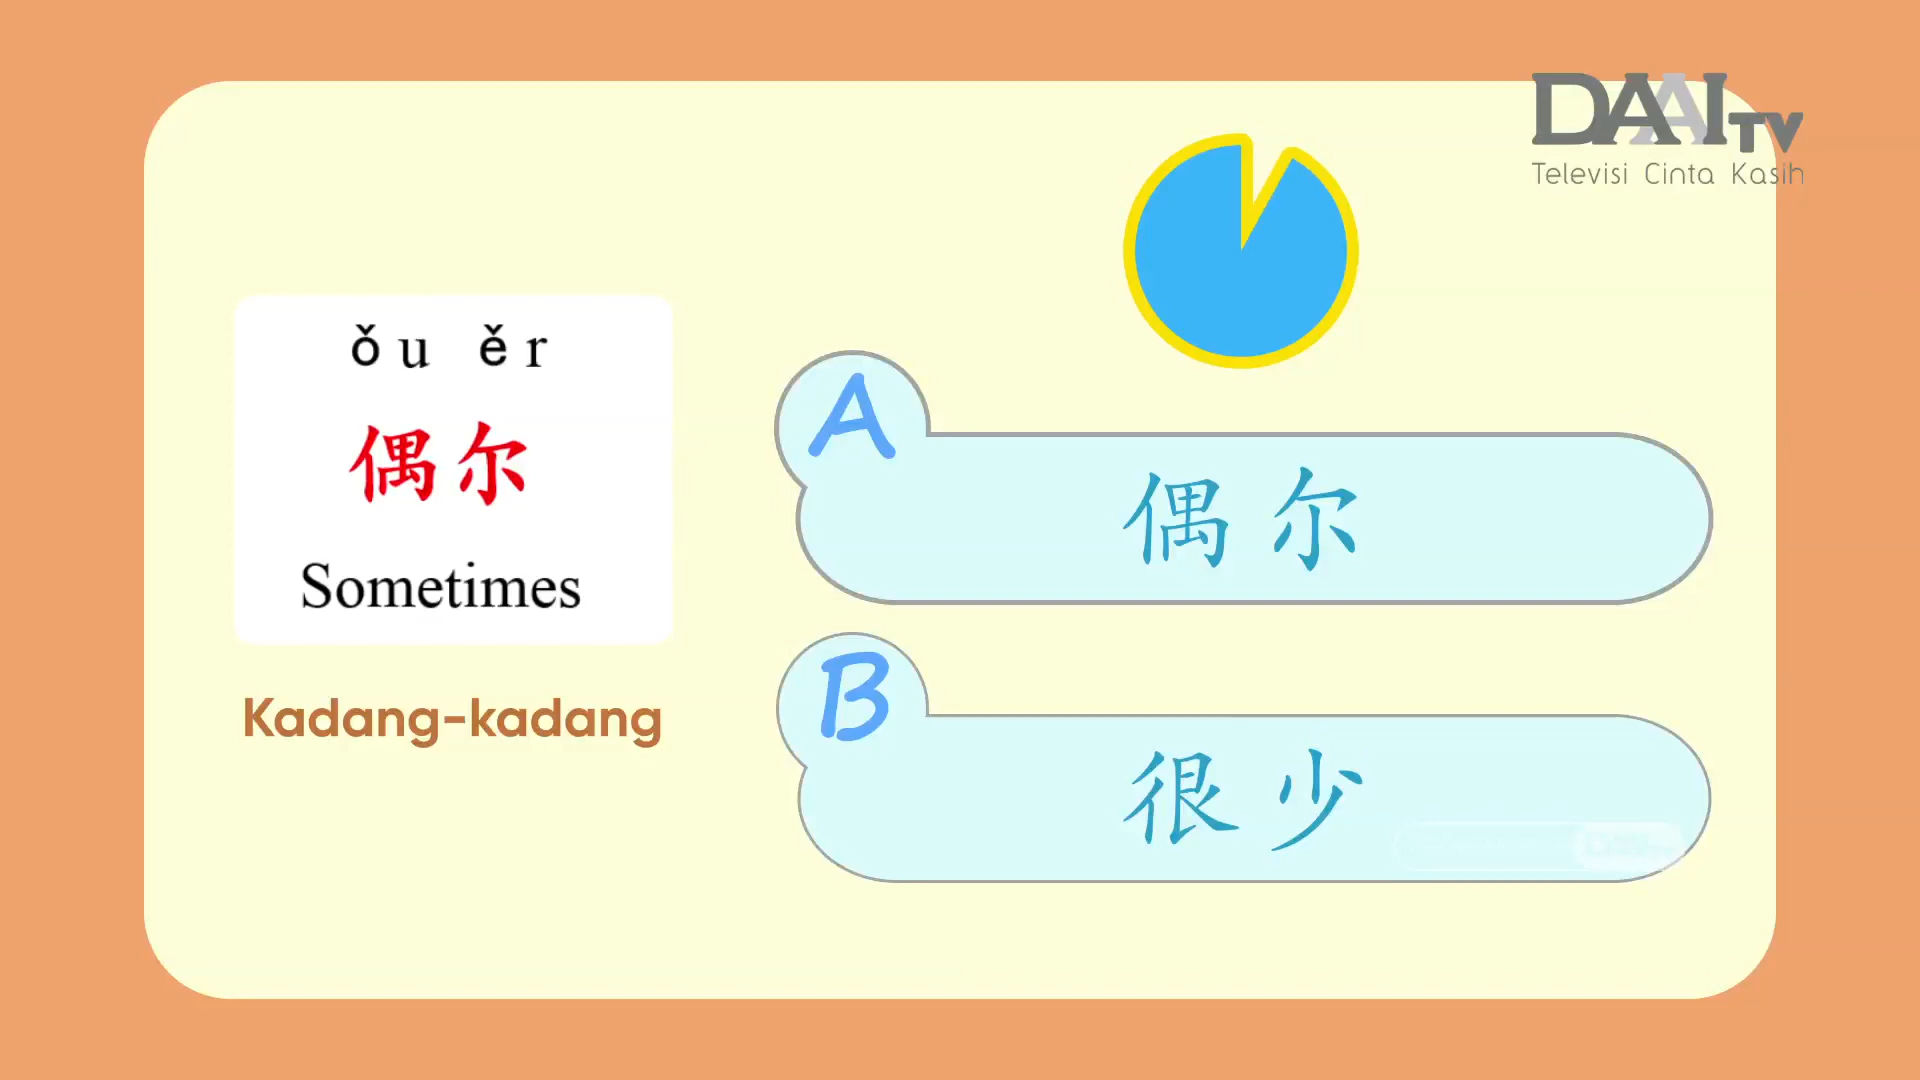 DAAI TV
Televisi Cinta Kasih
ǒu ěr
偶尔
Sometimes
Kadang-kadang
A
偶尔
B
很少